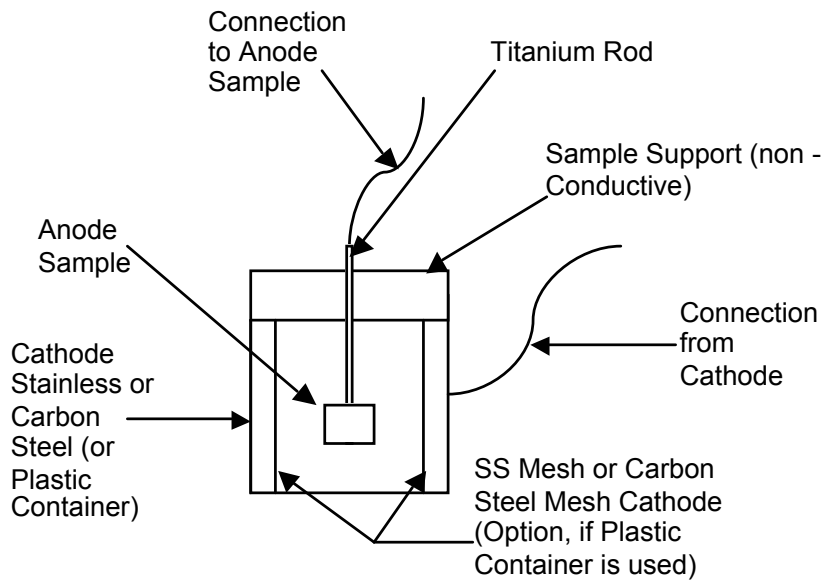 Connection
to Anode
Sample
Titanium Rod
Sample Support (non -
Conductive)
Anode
Sample
Connection
from
Cathode
Cathode
Stainless or
Carbon
Steel (or
Plastic
Container)
SS Mesh or Carbon
Steel Mesh Cathode
(Option, if Plastic
Container is used)